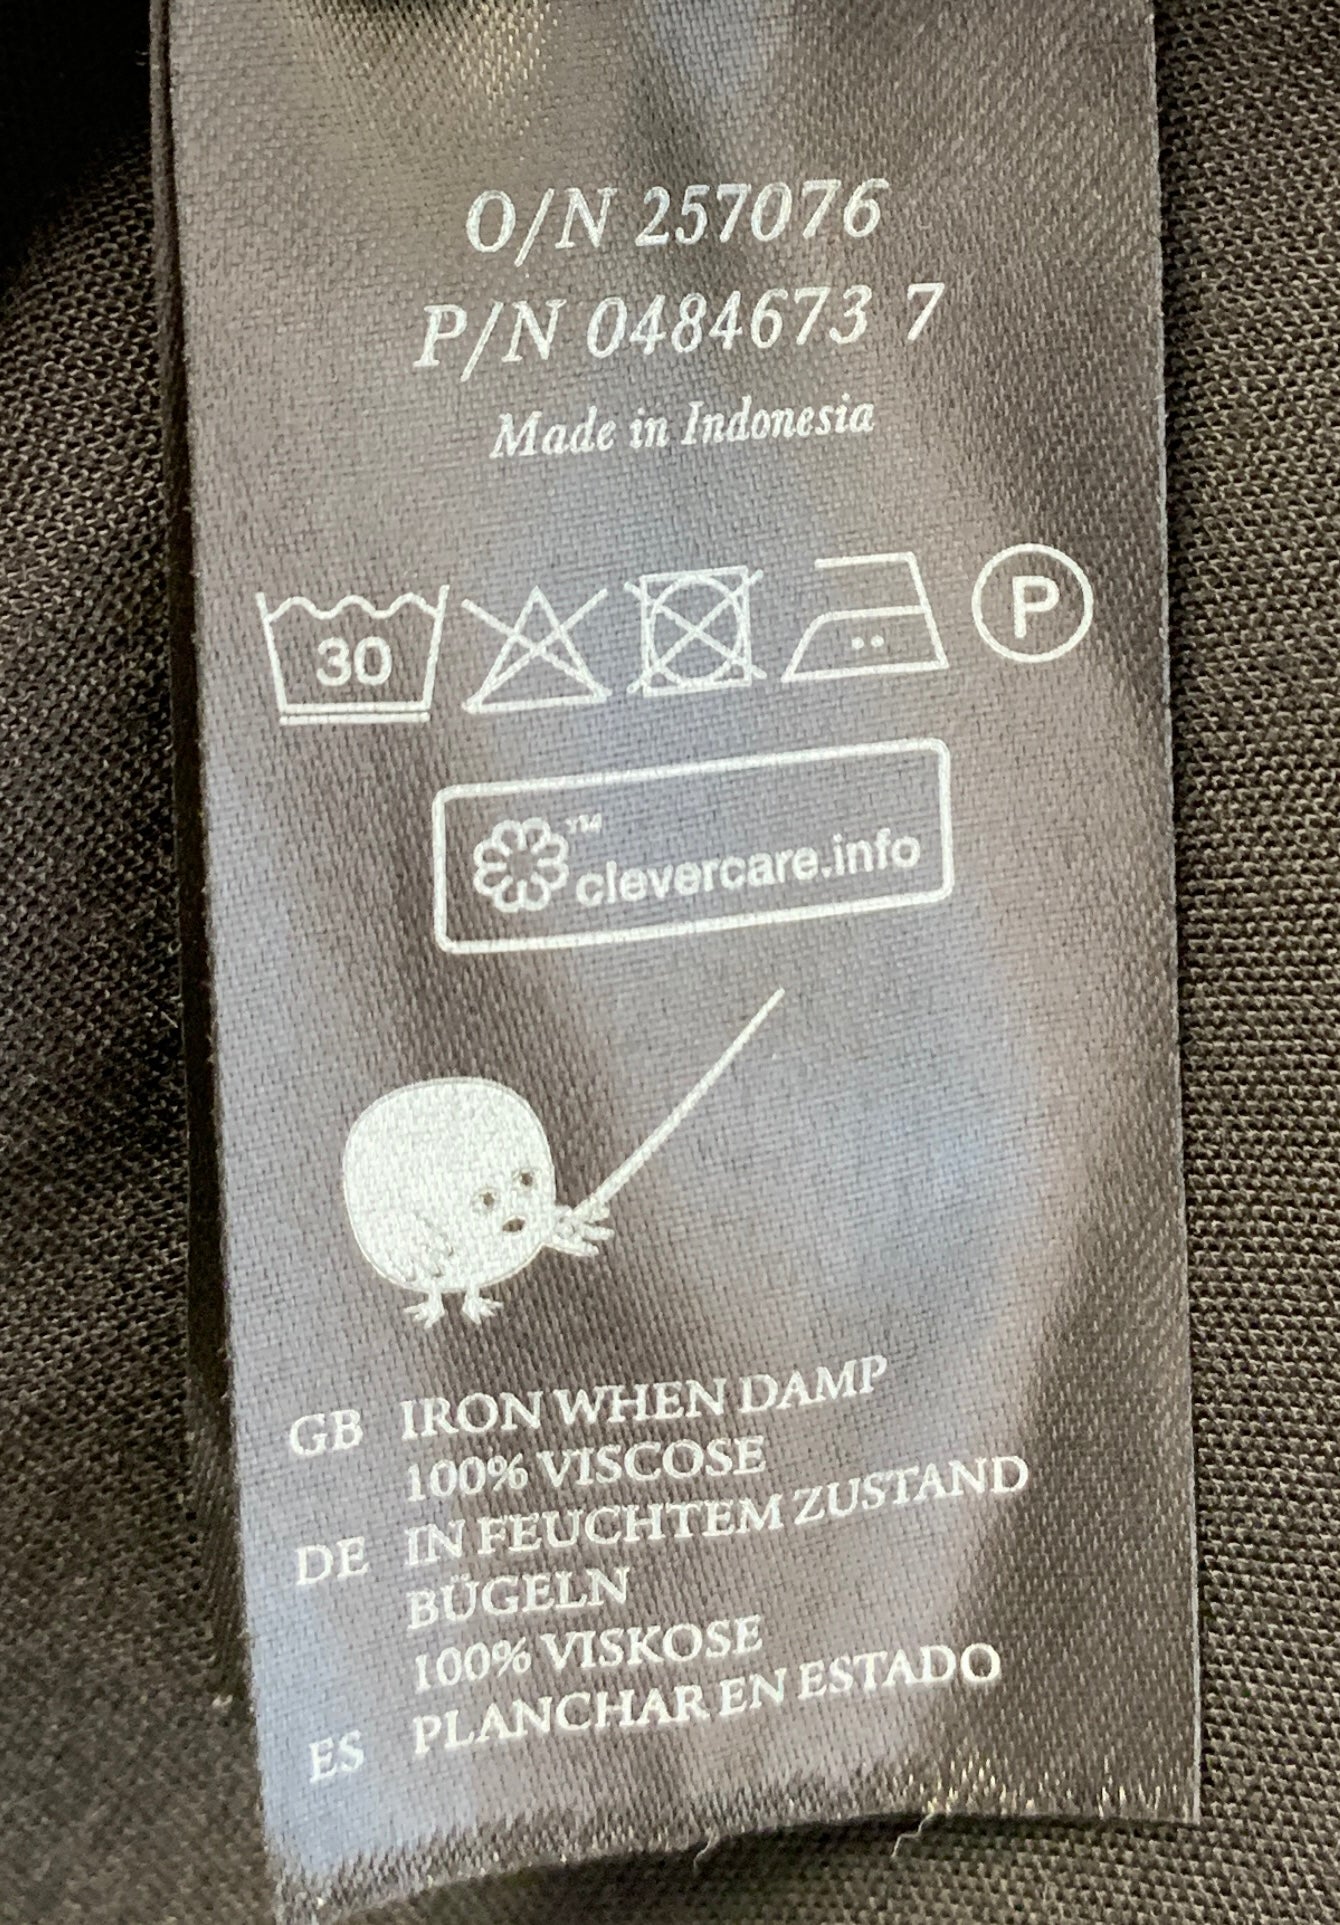 O/N 257076
P/N 0484673 7
Made in Indonesia
30
P
™clevercare.info
GB IRON WHEN DAMP
100% VISCOSE
DE IN FEUCHTEM ZUSTAND
BÜGELN
100% VISKOSE
ES PLANCHAR EN ESTADO